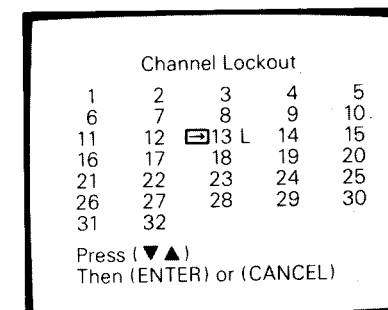 Channel Lockout
1 2 3 4 5
6 7 8 9 10
11 12 → 13 L 14 15
16 17 18 19 20
21 22 23 24 25
26 27 28 29 30
31 32
Press (▼▲)
Then (ENTER) or (CANCEL)